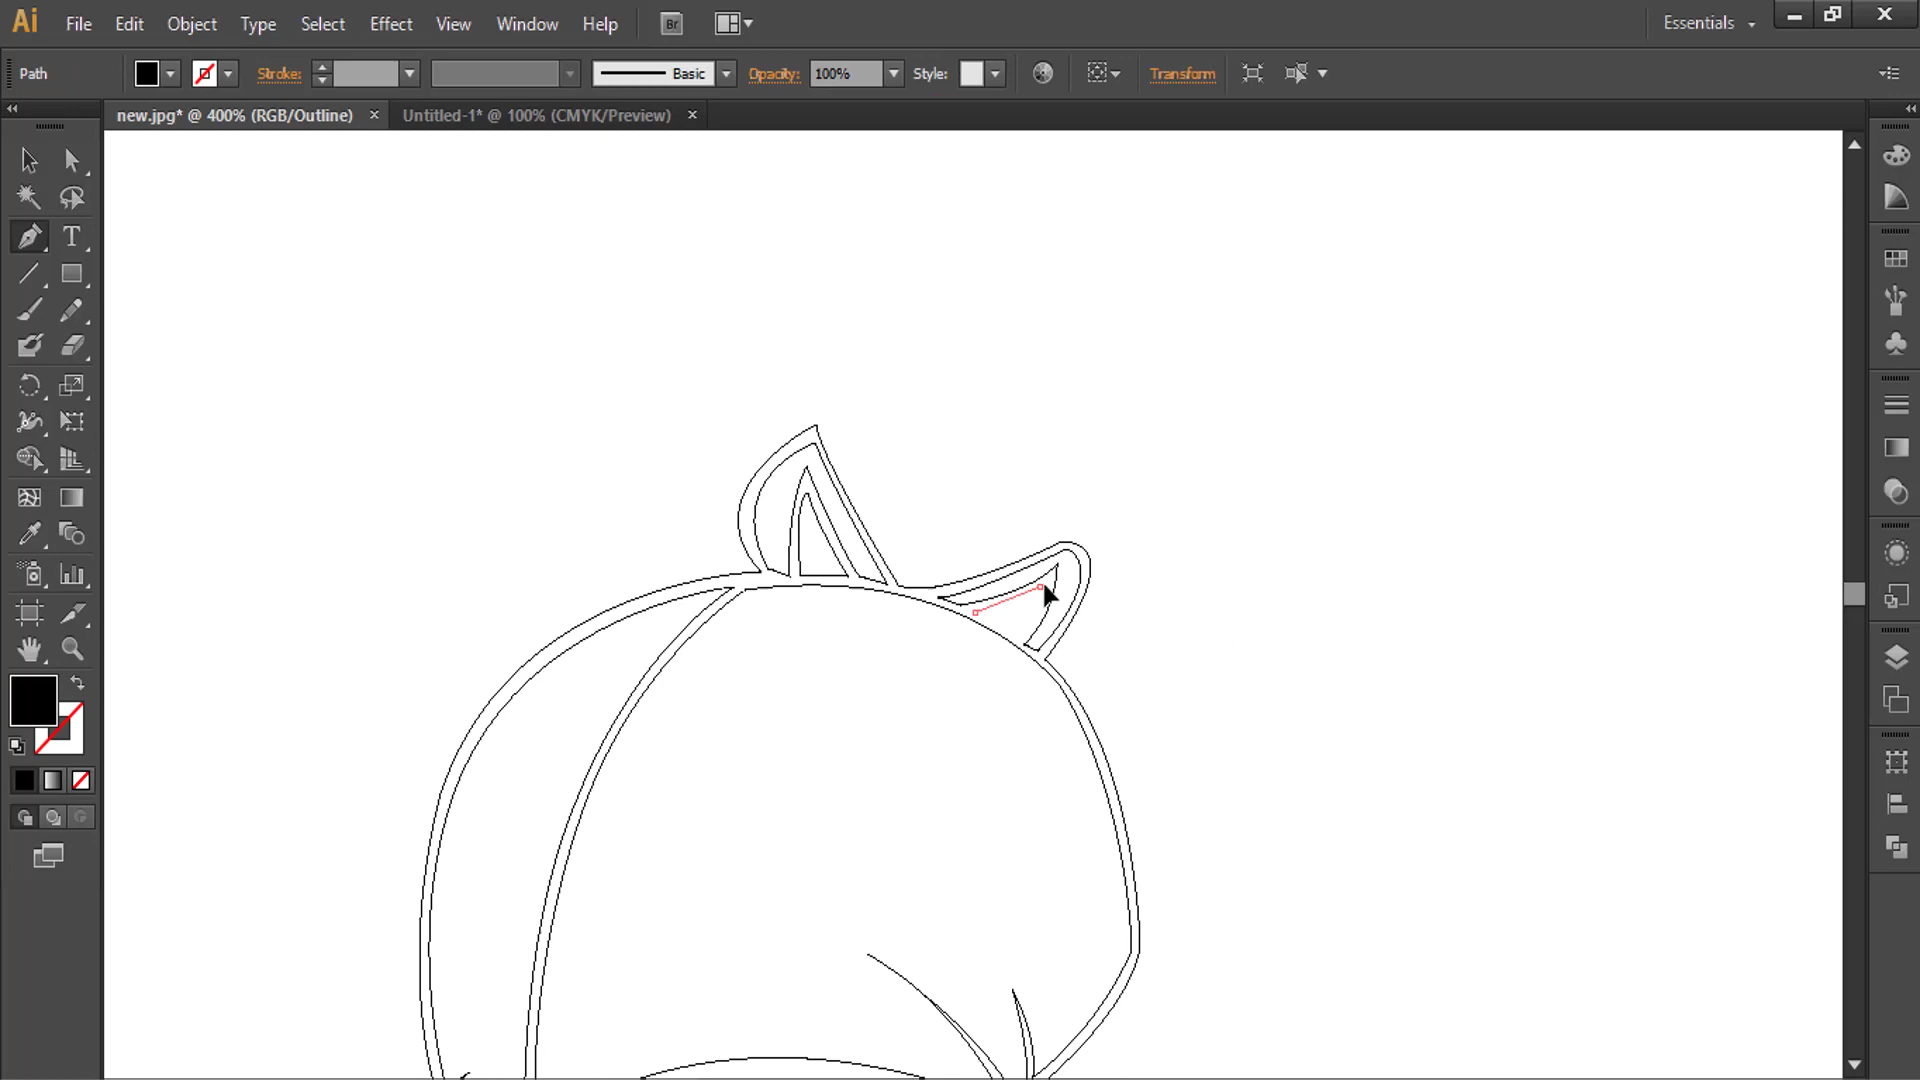 Ai File Edit Object Type Select Effect View Window Help Br Essentials
Path Stroke: Basic Opacity: 100% Style: Transform
new.jpg* @ 400% (RGB/Outline) Untitled-1* @ 100% (CMYK/Preview)
T